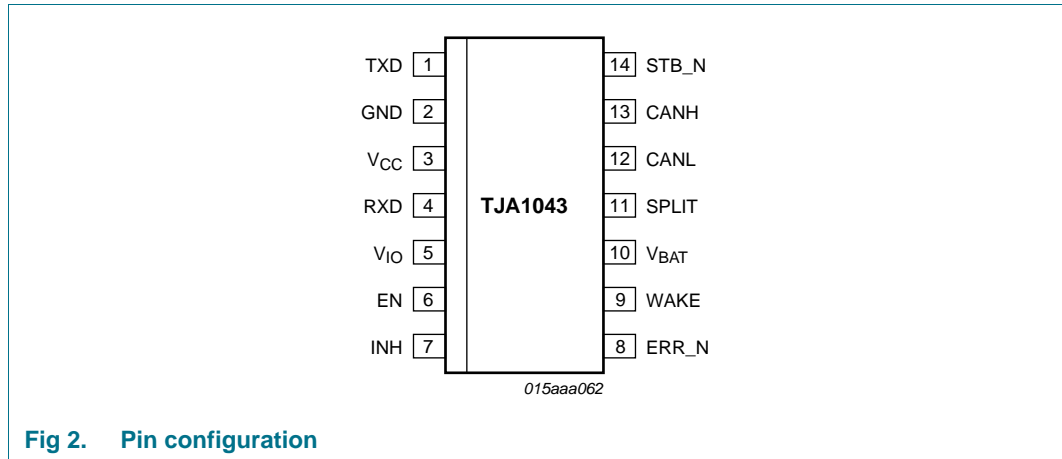 TXD 1 14 STB_N
GND 2 13 CANH
VCC 3 12 CANL
RXD 4 TJA1043 11 SPLIT
VIO 5 10 VBAT
EN 6 9 WAKE
INH 7 8 ERR_N
015aaa062
Fig 2. Pin configuration